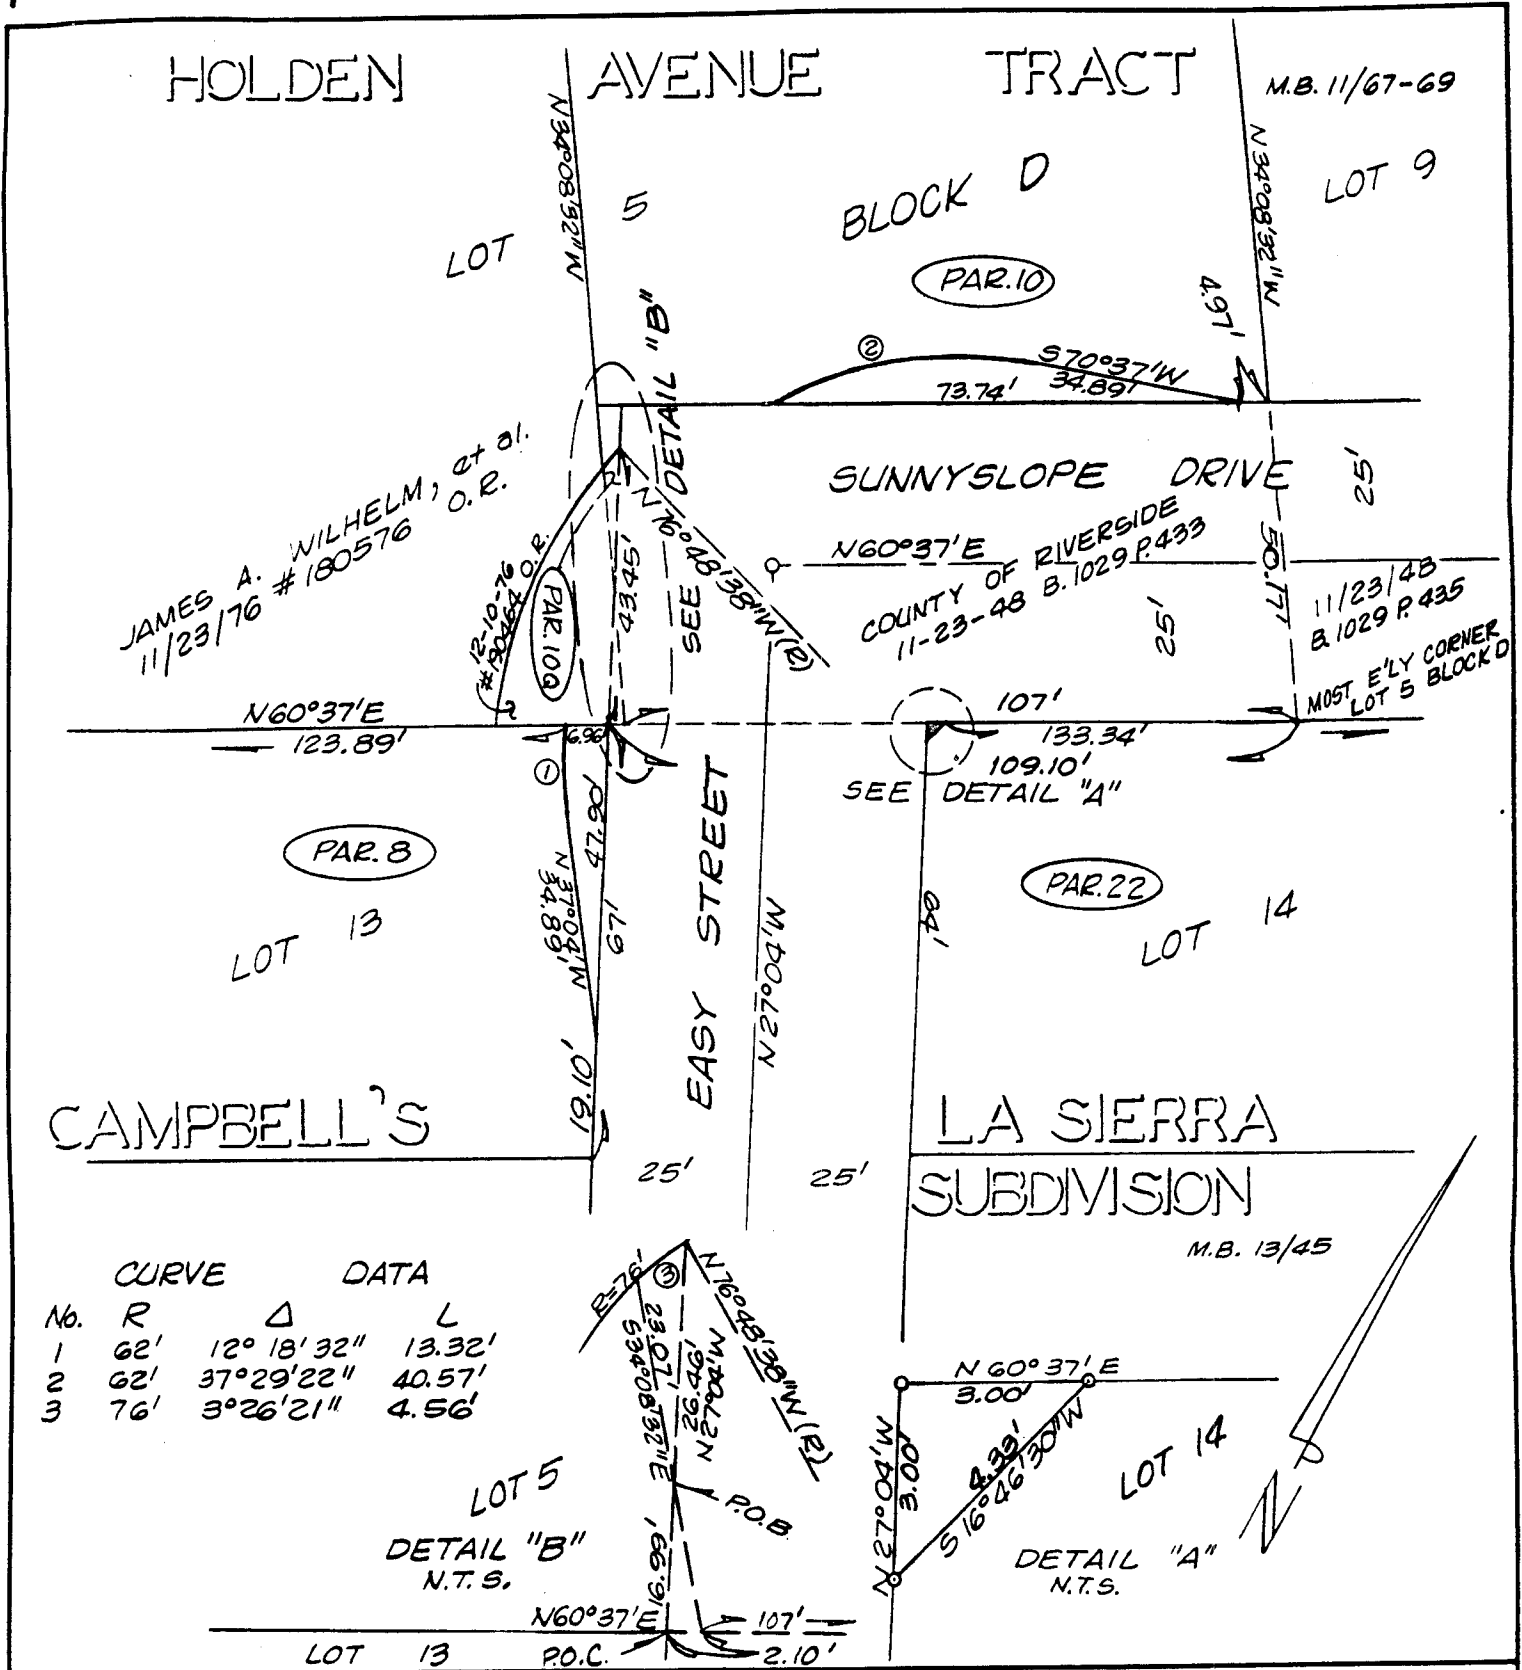 HOLDEN AVENUE TRACT
M.B. 11/67-69
N34°08'32"W
N34°08'32"W
LOT 5
BLOCK D
LOT 9
PAR.10
②
S70°37'W
34.89'
73.74'
4.97'
DETAIL "B"
SEE
JAMES A. WILHELM, et al.
11/23/76 #180576 O.R.
12-10-76
#190464 O.R.
PAR.10Q
43.45'
N76°48'38"W(R)
SUNNYSLOPE DRIVE
25'
N60°37'E
COUNTY OF RIVERSIDE
11-23-48 B.1029 P.433
25'
50.17'
11/23/48
B.1029 P.435
MOST E'LY CORNER
LOT 5 BLOCK D
N60°37'E
123.89'
6.96'
107'
133.34'
109.10'
SEE DETAIL "A"
①
PAR.8
LOT 13
N37°04'W
34.89'
47.90'
67'
19.10'
EASY STREET
N27°04'W
64'
PAR.22
LOT 14
CAMPBELL'S
LA SIERRA
SUBDIVISION
25'
25'
M.B. 13/45
CURVE DATA
No. R Δ L
1 62' 12°18'32" 13.32'
2 62' 37°29'22" 40.57'
3 76' 3°26'21" 4.56'
R=76'
③
23.07'
S34°08'32"E
26.46'
N27°04'W
N76°48'38"W(R)
LOT 5
P.O.B
DETAIL "B"
N.T.S.
16.99'
N60°37'E
107'
LOT 13
P.O.C.
2.10'
N60°37'E
3.00'
N27°04'W
3.00'
4.33'
S16°46'30"W
LOT 14
DETAIL "A"
N.T.S.
N